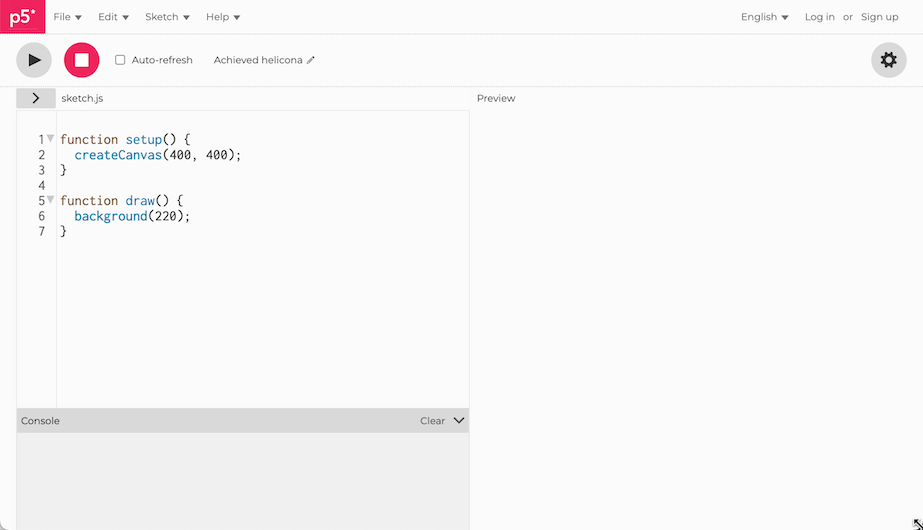 p5* File Edit Sketch Help English Log in or Sign up
Auto-refresh Achieved helicona
sketch.js Preview
1 function setup() {
2 createCanvas(400, 400);
3 }
4
5 function draw() {
6 background(220);
7 }
Console Clear